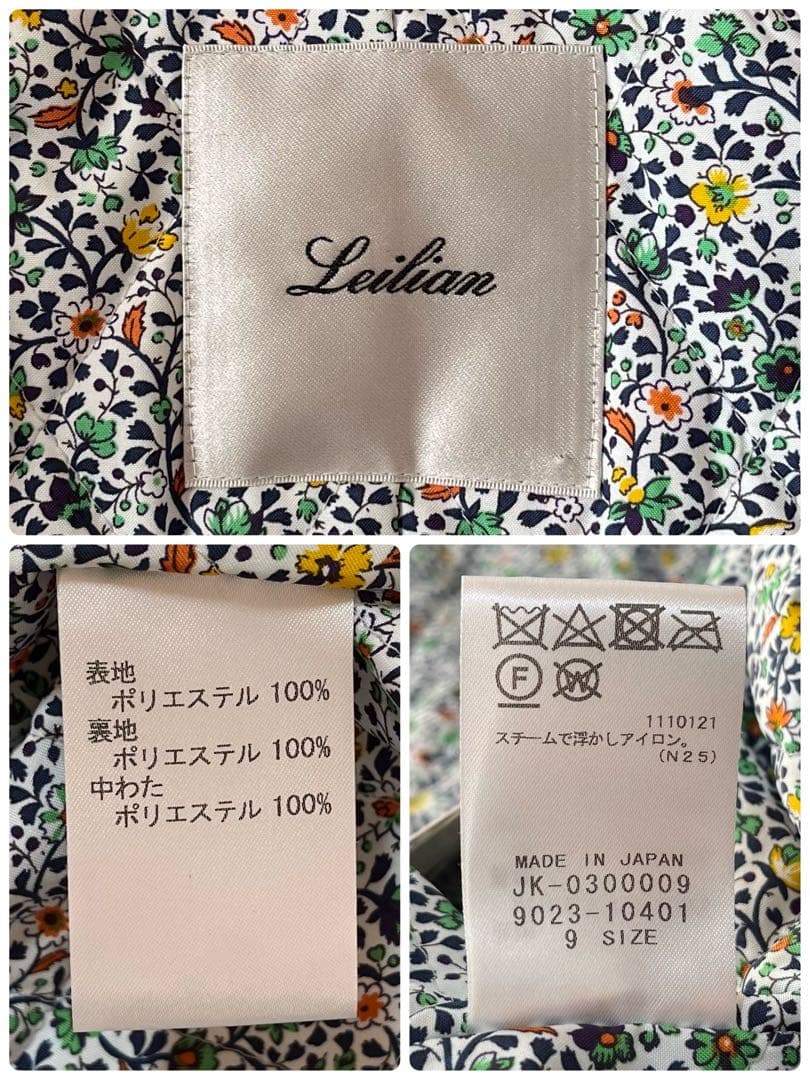 Leilian
表地
ポリエステル 100%
裏地
ポリエステル 100%
中わた
ポリエステル 100%
F W
1110121
スチームで浮かしアイロン。
(N25)
MADE IN JAPAN
JK-0300009
9023-10401
9 SIZE